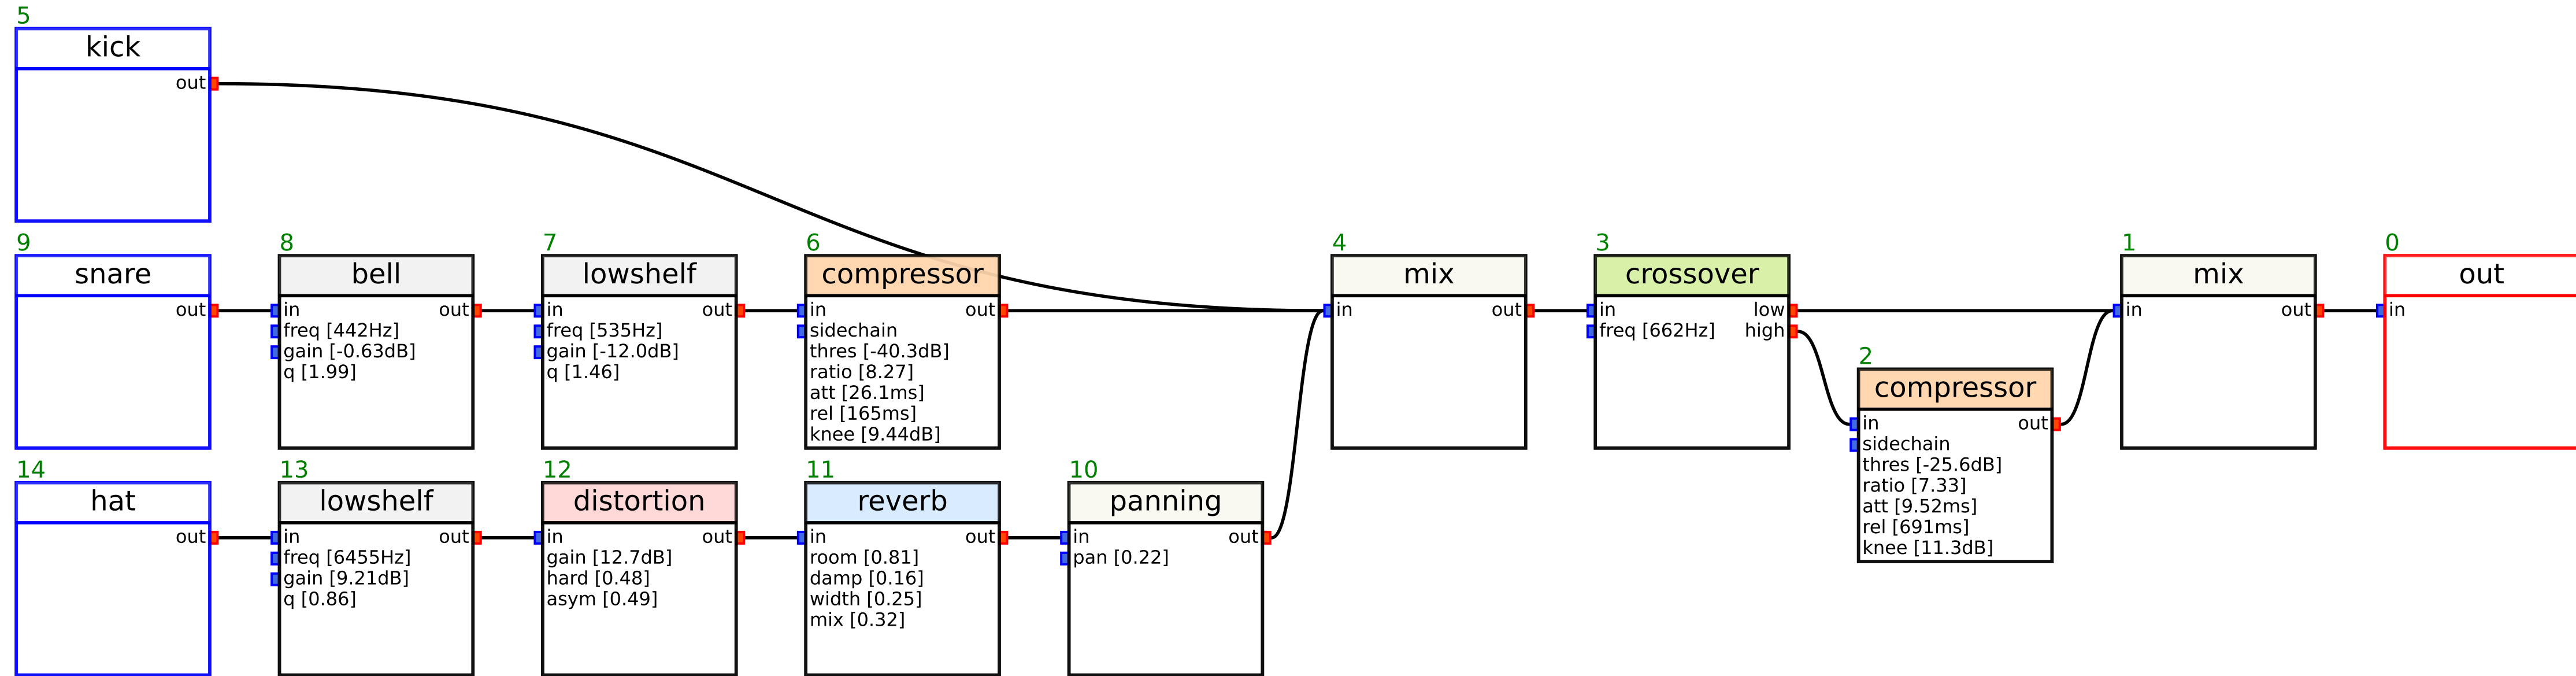 5
kick
out
9
snare
out
8
bell
in out
freq [442Hz]
gain [-0.63dB]
q [1.99]
7
lowshelf
in out
freq [535Hz]
gain [-12.0dB]
q [1.46]
6
compressor
in out
sidechain
thres [-40.3dB]
ratio [8.27]
att [26.1ms]
rel [165ms]
knee [9.44dB]
4
mix
in out
3
crossover
in low
freq [662Hz] high
2
compressor
in out
sidechain
thres [-25.6dB]
ratio [7.33]
att [9.52ms]
rel [691ms]
knee [11.3dB]
1
mix
in out
0
out
in
14
hat
out
13
lowshelf
in out
freq [6455Hz]
gain [9.21dB]
q [0.86]
12
distortion
in out
gain [12.7dB]
hard [0.48]
asym [0.49]
11
reverb
in out
room [0.81]
damp [0.16]
width [0.25]
mix [0.32]
10
panning
in out
pan [0.22]